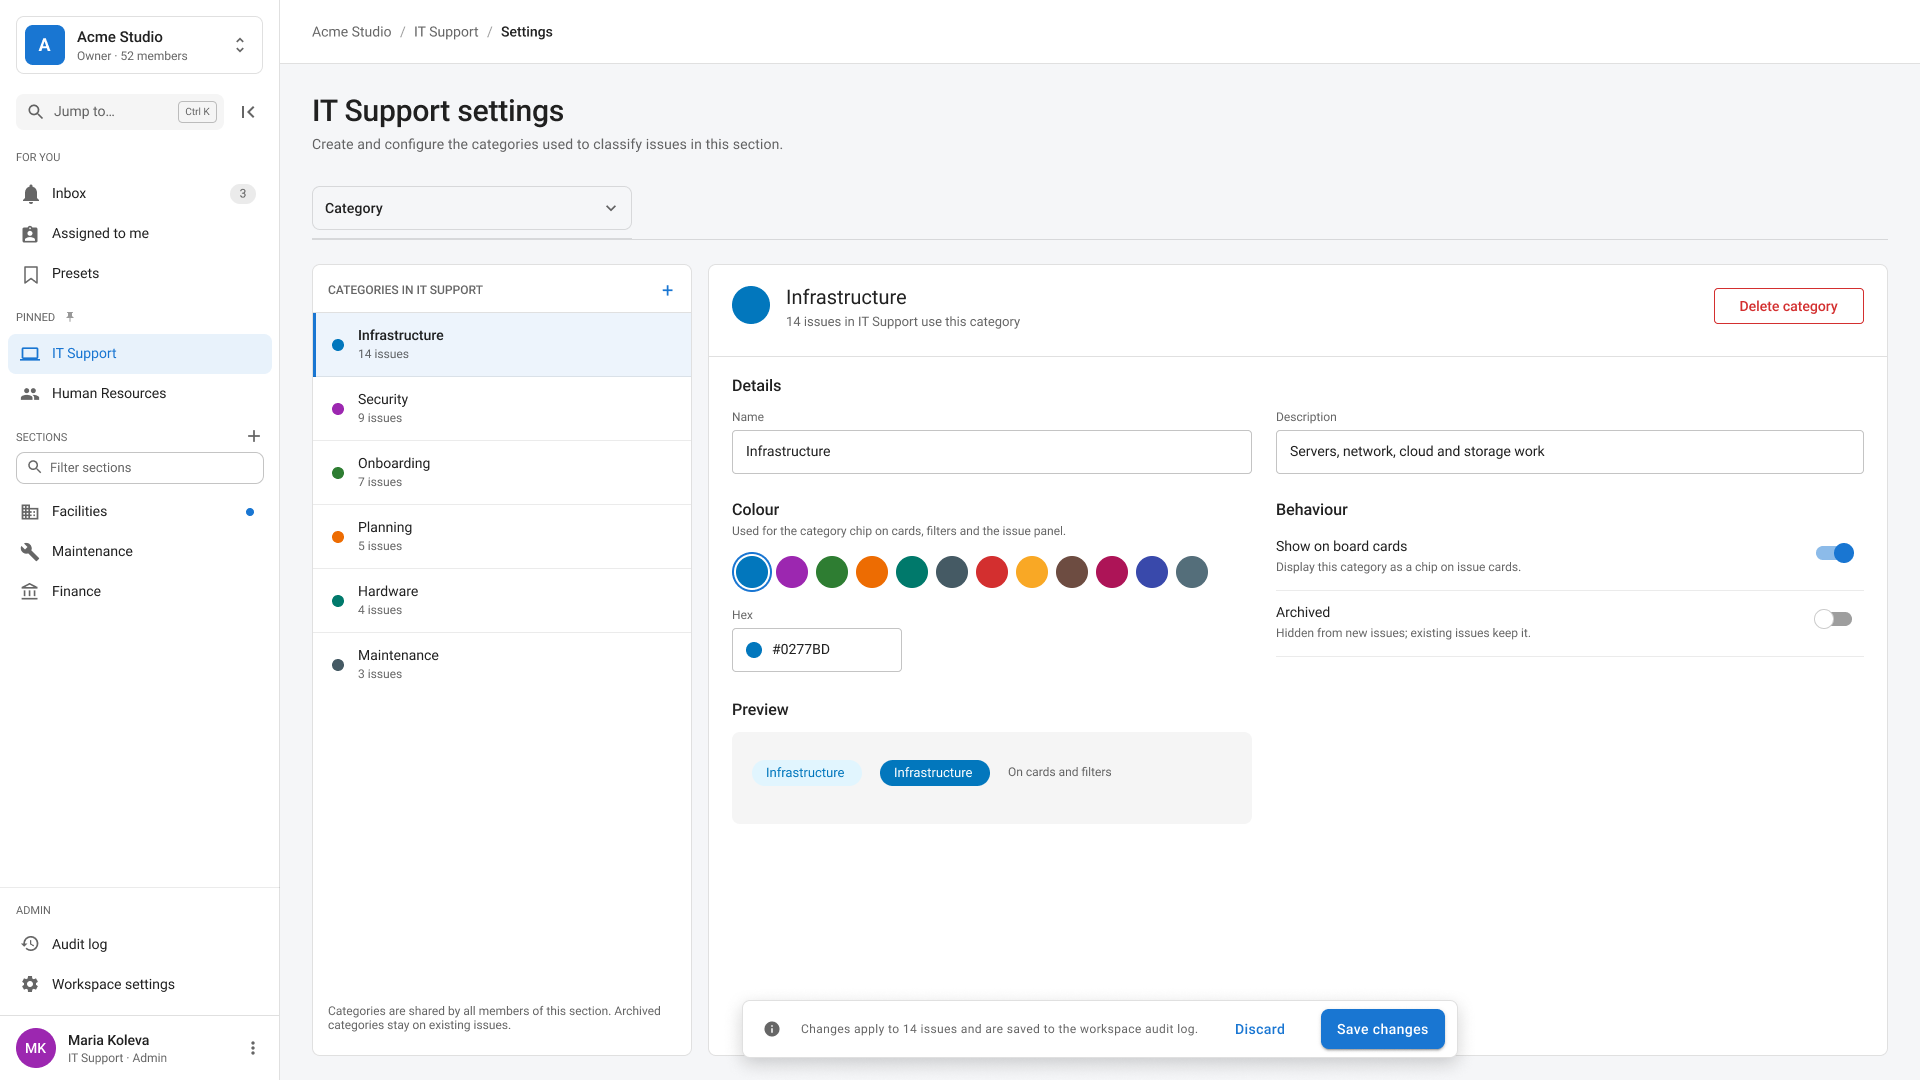 A
Acme Studio
Owner · 52 members
Jump to...
Ctrl K
FOR YOU
Inbox
3
Assigned to me
Presets
PINNED
IT Support
Human Resources
SECTIONS
Filter sections
Facilities
Maintenance
Finance
ADMIN
Audit log
Workspace settings
MK
Maria Koleva
IT Support · Admin
Acme Studio / IT Support / Settings
IT Support settings
Create and configure the categories used to classify issues in this section.
Category
CATEGORIES IN IT SUPPORT
Infrastructure
14 issues
Security
9 issues
Onboarding
7 issues
Planning
5 issues
Hardware
4 issues
Maintenance
3 issues
Categories are shared by all members of this section. Archived
categories stay on existing issues.
Infrastructure
14 issues in IT Support use this category
Delete category
Details
Name
Infrastructure
Description
Servers, network, cloud and storage work
Colour
Used for the category chip on cards, filters and the issue panel.
Hex
#0277BD
Behaviour
Show on board cards
Display this category as a chip on issue cards.
Archived
Hidden from new issues; existing issues keep it.
Preview
Infrastructure
Infrastructure
On cards and filters
Changes apply to 14 issues and are saved to the workspace audit log.
Discard
Save changes